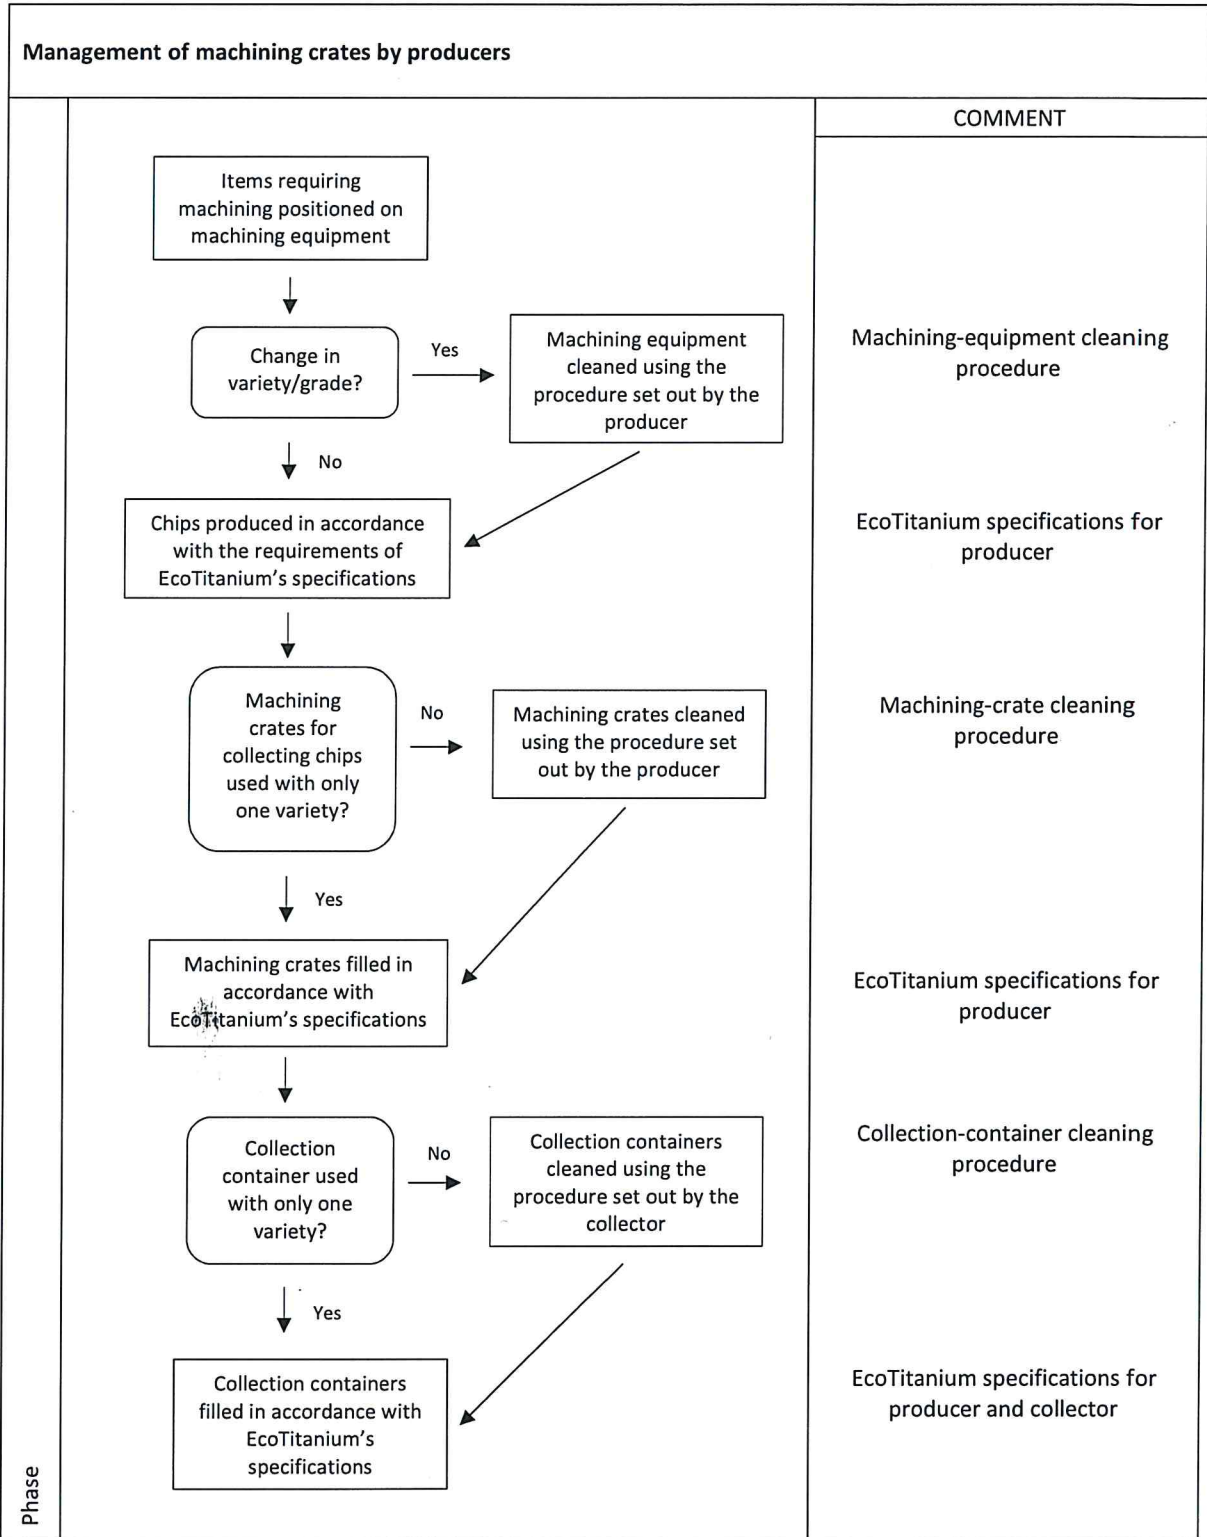 Management of machining crates by producers
COMMENT
Items requiring
machining positioned on
machining equipment
Change in
variety/grade?
Yes
Machining equipment
cleaned using the
procedure set out by the
producer
Machining-equipment cleaning
procedure
No
Chips produced in accordance
with the requirements of
EcoTitanium’s specifications
EcoTitanium specifications for
producer
Machining
crates for
collecting chips
used with only
one variety?
No
Machining crates cleaned
using the procedure set
out by the producer
Machining-crate cleaning
procedure
Yes
Machining crates filled in
accordance with
EcoTitanium’s specifications
EcoTitanium specifications for
producer
Collection
container used
with only one
variety?
No
Collection containers
cleaned using the
procedure set out by the
collector
Collection-container cleaning
procedure
Yes
Collection containers
filled in accordance with
EcoTitanium’s
specifications
EcoTitanium specifications for
producer and collector
Phase